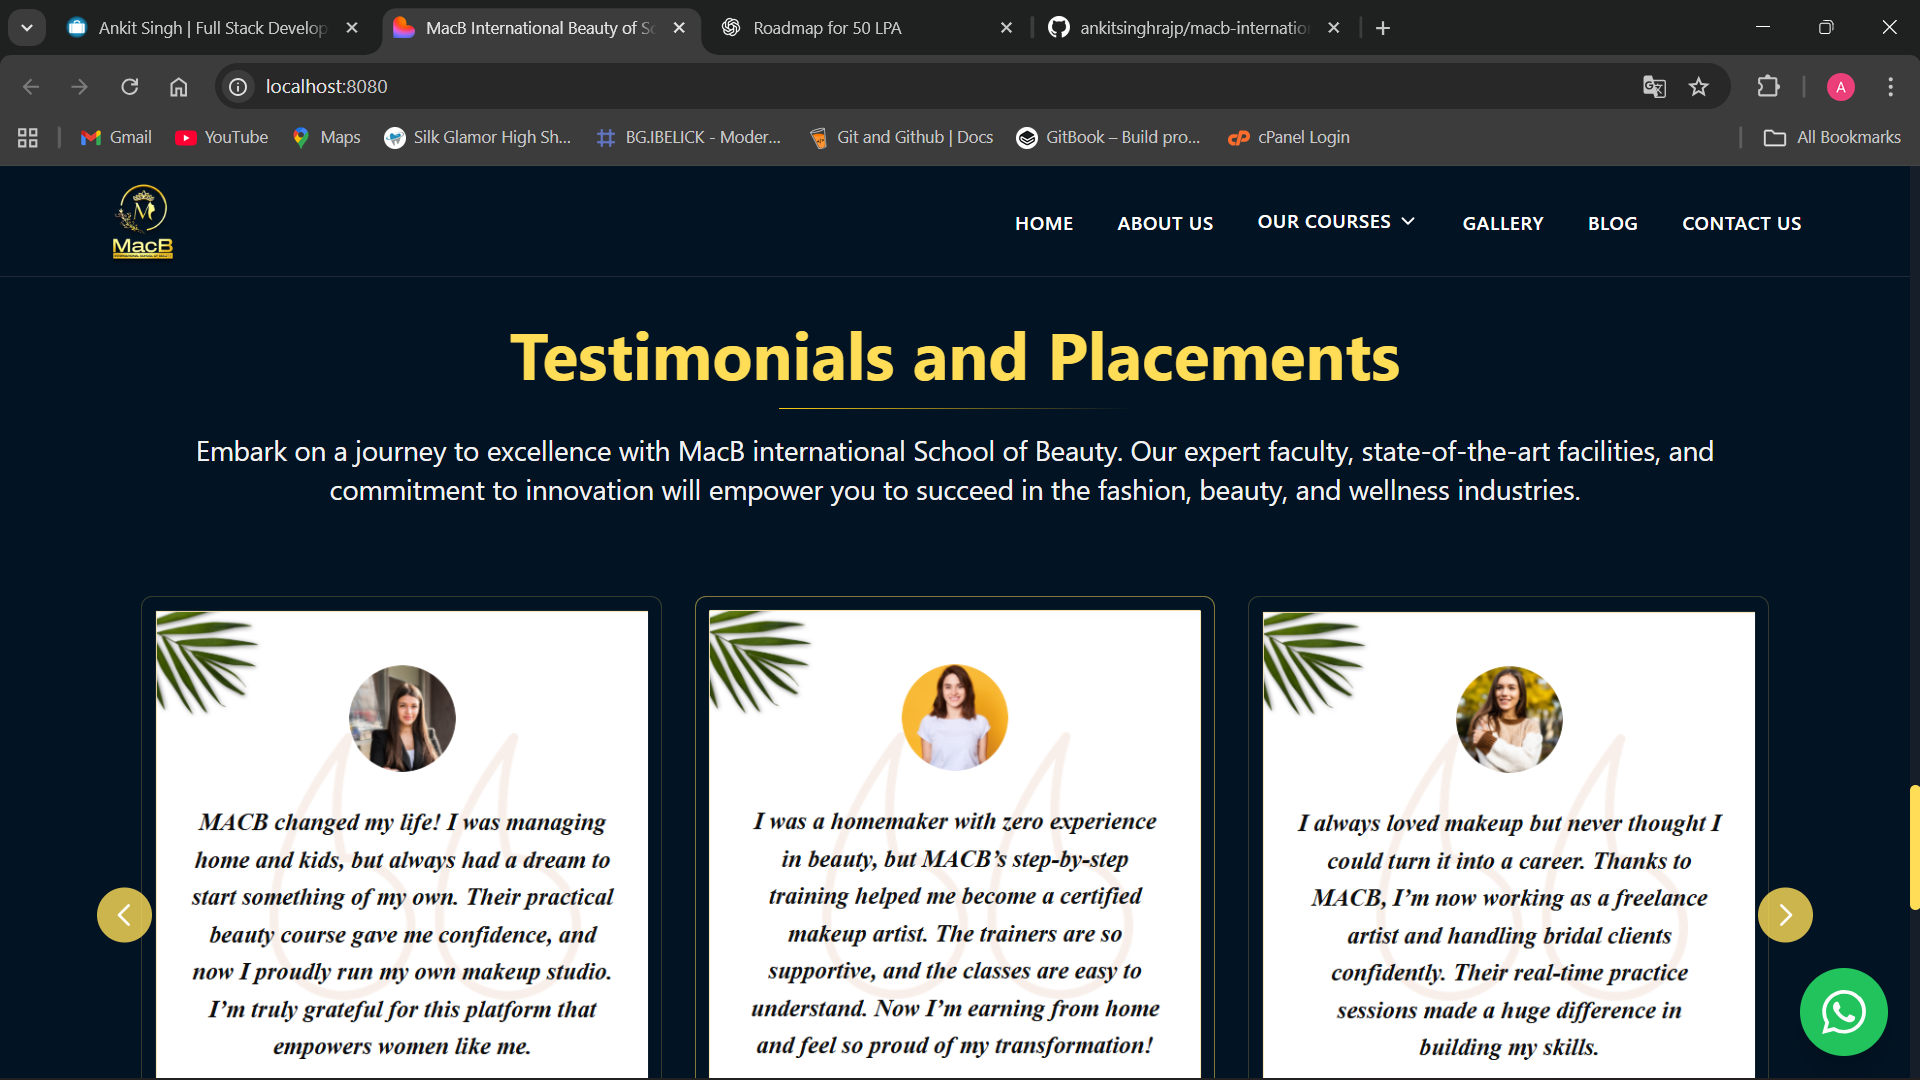 Ankit Singh | Full Stack Develop
MacB International Beauty of Sc
Roadmap for 50 LPA
ankitsinghrajp/macb-internatio
localhost:8080
A
Gmail
YouTube
Maps
Silk Glamor High Sh...
BG.IBELICK - Moder...
Git and Github | Docs
GitBook – Build pro...
cPanel Login
All Bookmarks
M
MacB
INTERNATIONAL SCHOOL OF BEAUTY
HOME
ABOUT US
OUR COURSES
GALLERY
BLOG
CONTACT US
Testimonials and Placements
Embark on a journey to excellence with MacB international School of Beauty. Our expert faculty, state-of-the-art facilities, and
commitment to innovation will empower you to succeed in the fashion, beauty, and wellness industries.
MACB changed my life! I was managing
home and kids, but always had a dream to
start something of my own. Their practical
beauty course gave me confidence, and
now I proudly run my own makeup studio.
I’m truly grateful for this platform that
empowers women like me.
I was a homemaker with zero experience
in beauty, but MACB’s step-by-step
training helped me become a certified
makeup artist. The trainers are so
supportive, and the classes are easy to
understand. Now I’m earning from home
and feel so proud of my transformation!
I always loved makeup but never thought I
could turn it into a career. Thanks to
MACB, I’m now working as a freelance
artist and handling bridal clients
confidently. Their real-time practice
sessions made a huge difference in
building my skills.